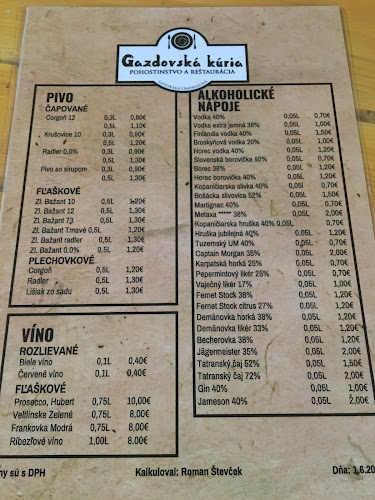 Gazdovská kúria
POHOSTINSTVO A REŠTAURÁCIA
PIVO
ČAPOVANÉ
Corgoň 12 0,3L 0,80€
0,5L 1,10€
Krušovice 10 0,3L 0,90€
0,5L 1,30€
Radler 0,0% 0,3L 0,90€
0,5L 1,30€
Pivo so sirupom 0,3L 0,90€
0,5L 1,30€
FĽAŠKOVÉ
Zl. Bažant 10 0,5L 1,20€
Zl. Bažant 12 0,5L 1,30€
Zl. Bažant 73 0,5L 1,30€
Zl. Bažant Tmavé 0,5L 1,20€
Zl. Bažant radler 0,5L 1,30€
Zl. Bažant 0,0% 0,5L 1,20€
PLECHOVKOVÉ
Corgoň 0,5L 1,20€
Radler 0,5L 1,30€
Lišiak zo sadu 0,5L 1,30€
VÍNO
ROZLIEVANÉ
Biele víno 0,1L 0,40€
Červené víno 0,1L 0,40€
FĽAŠKOVÉ
Prosecco, Hubert 0,75L 10,00€
Veltlínske Zelené 0,75L 8,00€
Frankovka Modrá 0,75L 8,00€
Ríbezľové víno 1,00L 8.00€
ALKOHOLICKÉ
NÁPOJE
Vodka 40% 0,05L 0,70€
Vodka extra jemná 38% 0,05L 1,00€
Finlandia vodka 40% 0,05L 1,50€
Broskyňová vodka 20% 0,05L 1,00€
Horec vodka 40% 0,05L 0,70€
Slovenská borovička 40% 0,05L 0,70€
Borec 38% 0,05L 1,20€
Horec borovička 40% 0,05L 0,70€
Kopaničiarska slivka 40% 0,05L 0,70€
Bošácka slivovica 52% 0,05L 1,50€
Martignac 40% 0,05L 0,70€
Metaxa ***** 38% 0,05L 2,00€
Kopaničiarska hruška 40% 0,05L 0,70€
Hruška jubilejná 40% 0,05L 1,20€
Tuzemský UM 40% 0,05L 0,70€
Captain Morgan 35% 0,05L 2,00€
Karpatská horká 25% 0,05L 0,70€
Pepermintový likér 25% 0,05L 0,70€
Vaječný likér 17% 0,05L 1,00€
Fernet Stock 38% 0,05L 1,20€
Fernet Stock citrus 27% 0,05L 1,20€
Demänovka horká 38% 0,05L 1,20€
Demänovka likér 33% 0,05L 1,20€
Becherovka 38% 0,05L 1,20€
Jägermeister 35% 0,05L 2,00€
Tatranský čaj 52% 0,05L 1,50€
Tatranský čaj 72% 0,05L 2,00€
Gin 40% 0,05L 1,00€
Jameson 40% 0,05L 2,00€
ny sú s DPH Kalkuloval: Roman Števček Dňa: 1.6.20